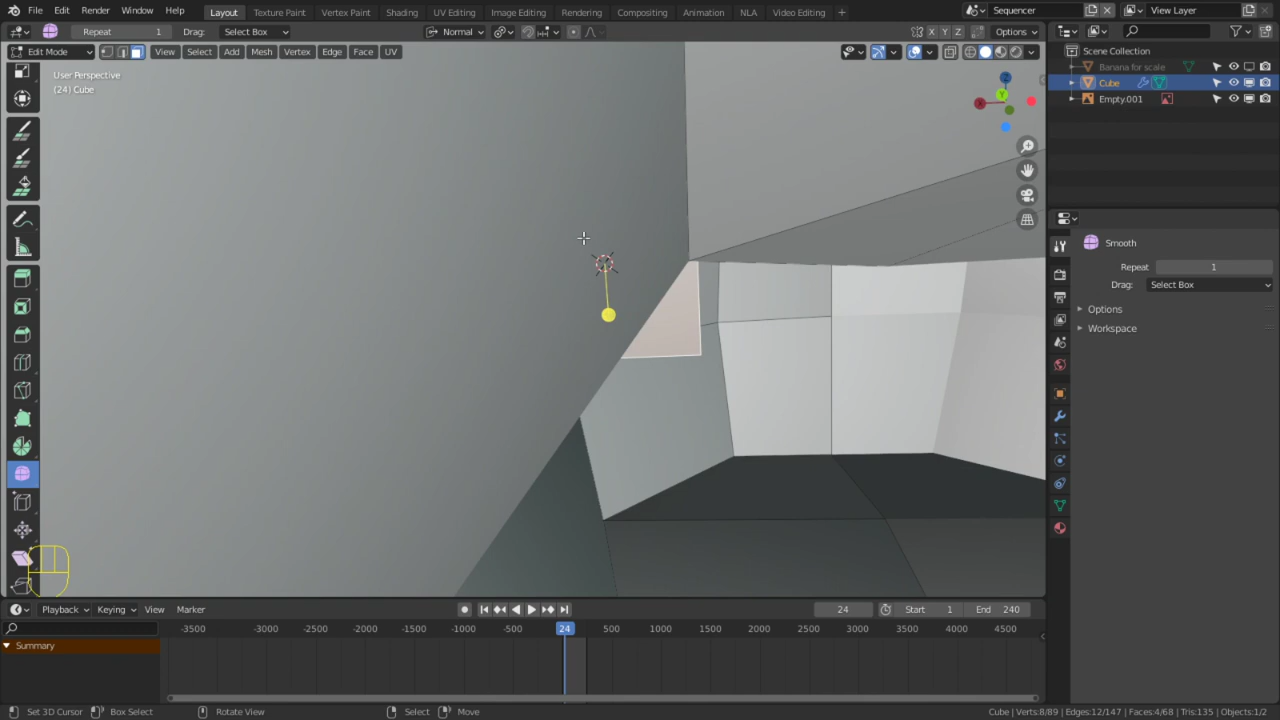 File Edit Render Window Help Layout Texture Paint Vertex Paint Shading UV Editing Image Editing Rendering Compositing Animation NLA Video Editing + Sequencer View Layer
Repeat 1 Drag: Select Box Normal X Y Z Options
Edit Mode View Select Add Mesh Vertex Edge Face UV
Scene Collection
Banana for scale
Cube
Empty.001
User Perspective
(24) Cube
Z
Y
X
Smooth
Repeat 1
Drag: Select Box
Options
Workspace
Playback Keying View Marker 24 Start 1 End 240
-3500 -3000 -2500 -2000 -1500 -1000 -500 24 500 1000 1500 2000 2500 3000 3500 4000 4500
Summary
Set 3D Cursor Box Select Rotate View Select Move Cube | Verts:8/89 | Edges:12/147 | Faces:4/68 | Tris:135 | Objects:1/2